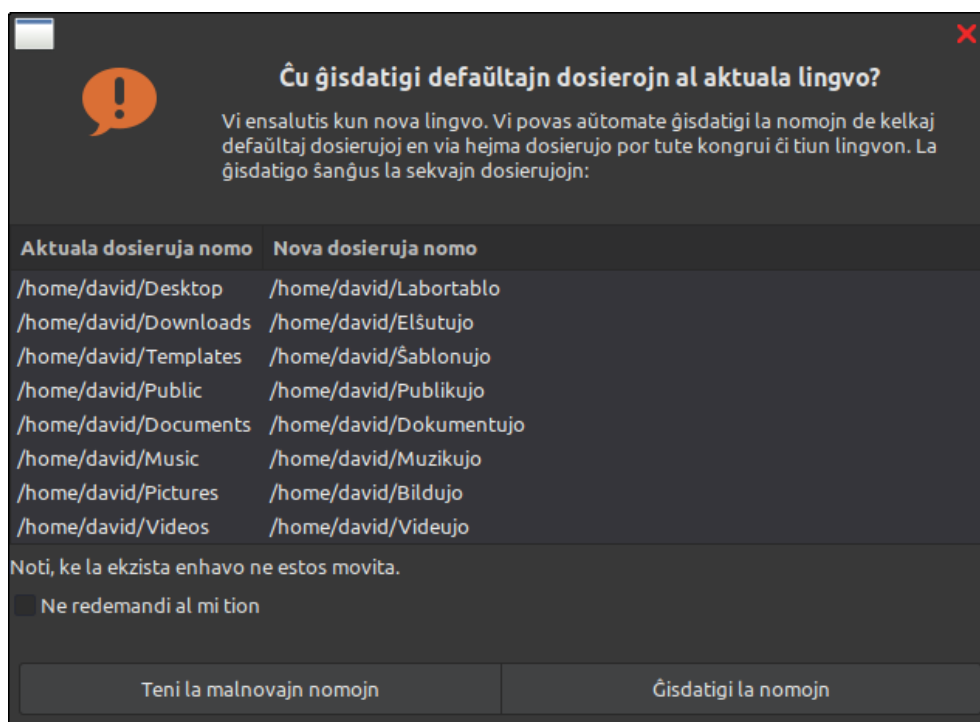 Ĉu ĝisdatigi defaŭltajn dosierojn al aktuala lingvo?
Vi ensalutis kun nova lingvo. Vi povas aŭtomate ĝisdatigi la nomojn de kelkaj
defaŭltaj dosierujoj en via hejma dosierujo por tute kongrui ĉi tiun lingvon. La
ĝisdatigo ŝanĝus la sekvajn dosierujojn:
Aktuala dosieruja nomo Nova dosieruja nomo
/home/david/Desktop /home/david/Labortablo
/home/david/Downloads /home/david/Elŝutujo
/home/david/Templates /home/david/Ŝablonujo
/home/david/Public /home/david/Publikujo
/home/david/Documents /home/david/Dokumentujo
/home/david/Music /home/david/Muzikujo
/home/david/Pictures /home/david/Bildujo
/home/david/Videos /home/david/Videujo
Noti, ke la ekzista enhavo ne estos movita.
Ne redemandi al mi tion
Teni la malnovajn nomojn Ĝisdatigi la nomojn